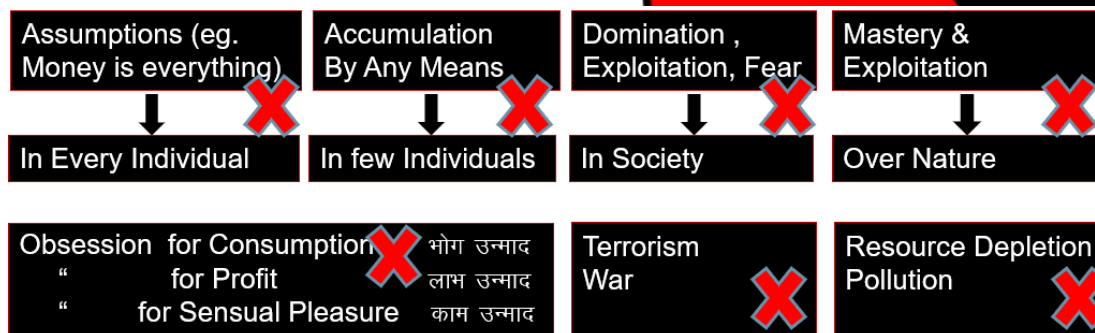 Assumptions (eg.
Money is everything)
Accumulation
By Any Means
Domination ,
Exploitation, Fear
Mastery &
Exploitation
In Every Individual
In few Individuals
In Society
Over Nature
Obsession for Consumption भोग उन्माद
“ for Profit लाभ उन्माद
“ for Sensual Pleasure काम उन्माद
Terrorism
War
Resource Depletion
Pollution